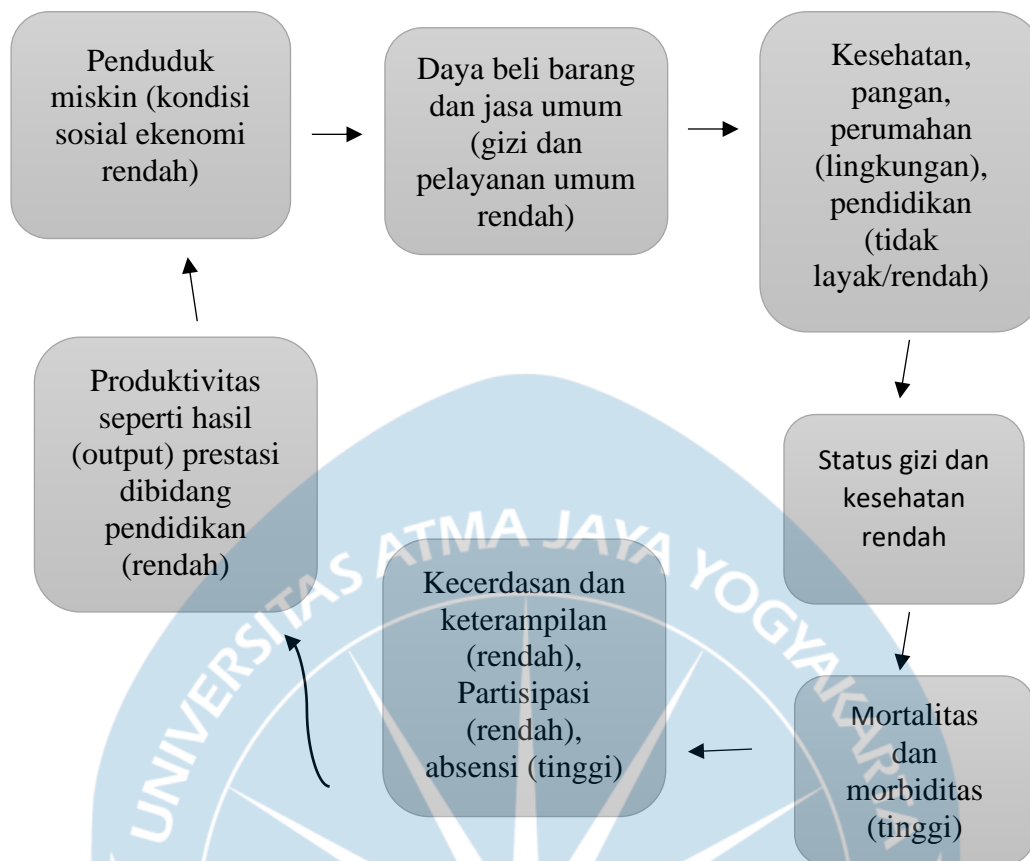 Penduduk
miskin (kondisi
sosial ekenomi
rendah)
Daya beli barang
dan jasa umum
(gizi dan
pelayanan umum
rendah)
Kesehatan,
pangan,
perumahan
(lingkungan),
pendidikan
(tidak
layak/rendah)
Status gizi dan
kesehatan
rendah
Mortalitas
dan
morbiditas
(tinggi)
Kecerdasan dan
keterampilan
(rendah),
Partisipasi
(rendah),
absensi (tinggi)
Produktivitas
seperti hasil
(output) prestasi
dibidang
pendidikan
(rendah)
UNIVERSITAS ATMA JAYA YOGYAKARTA